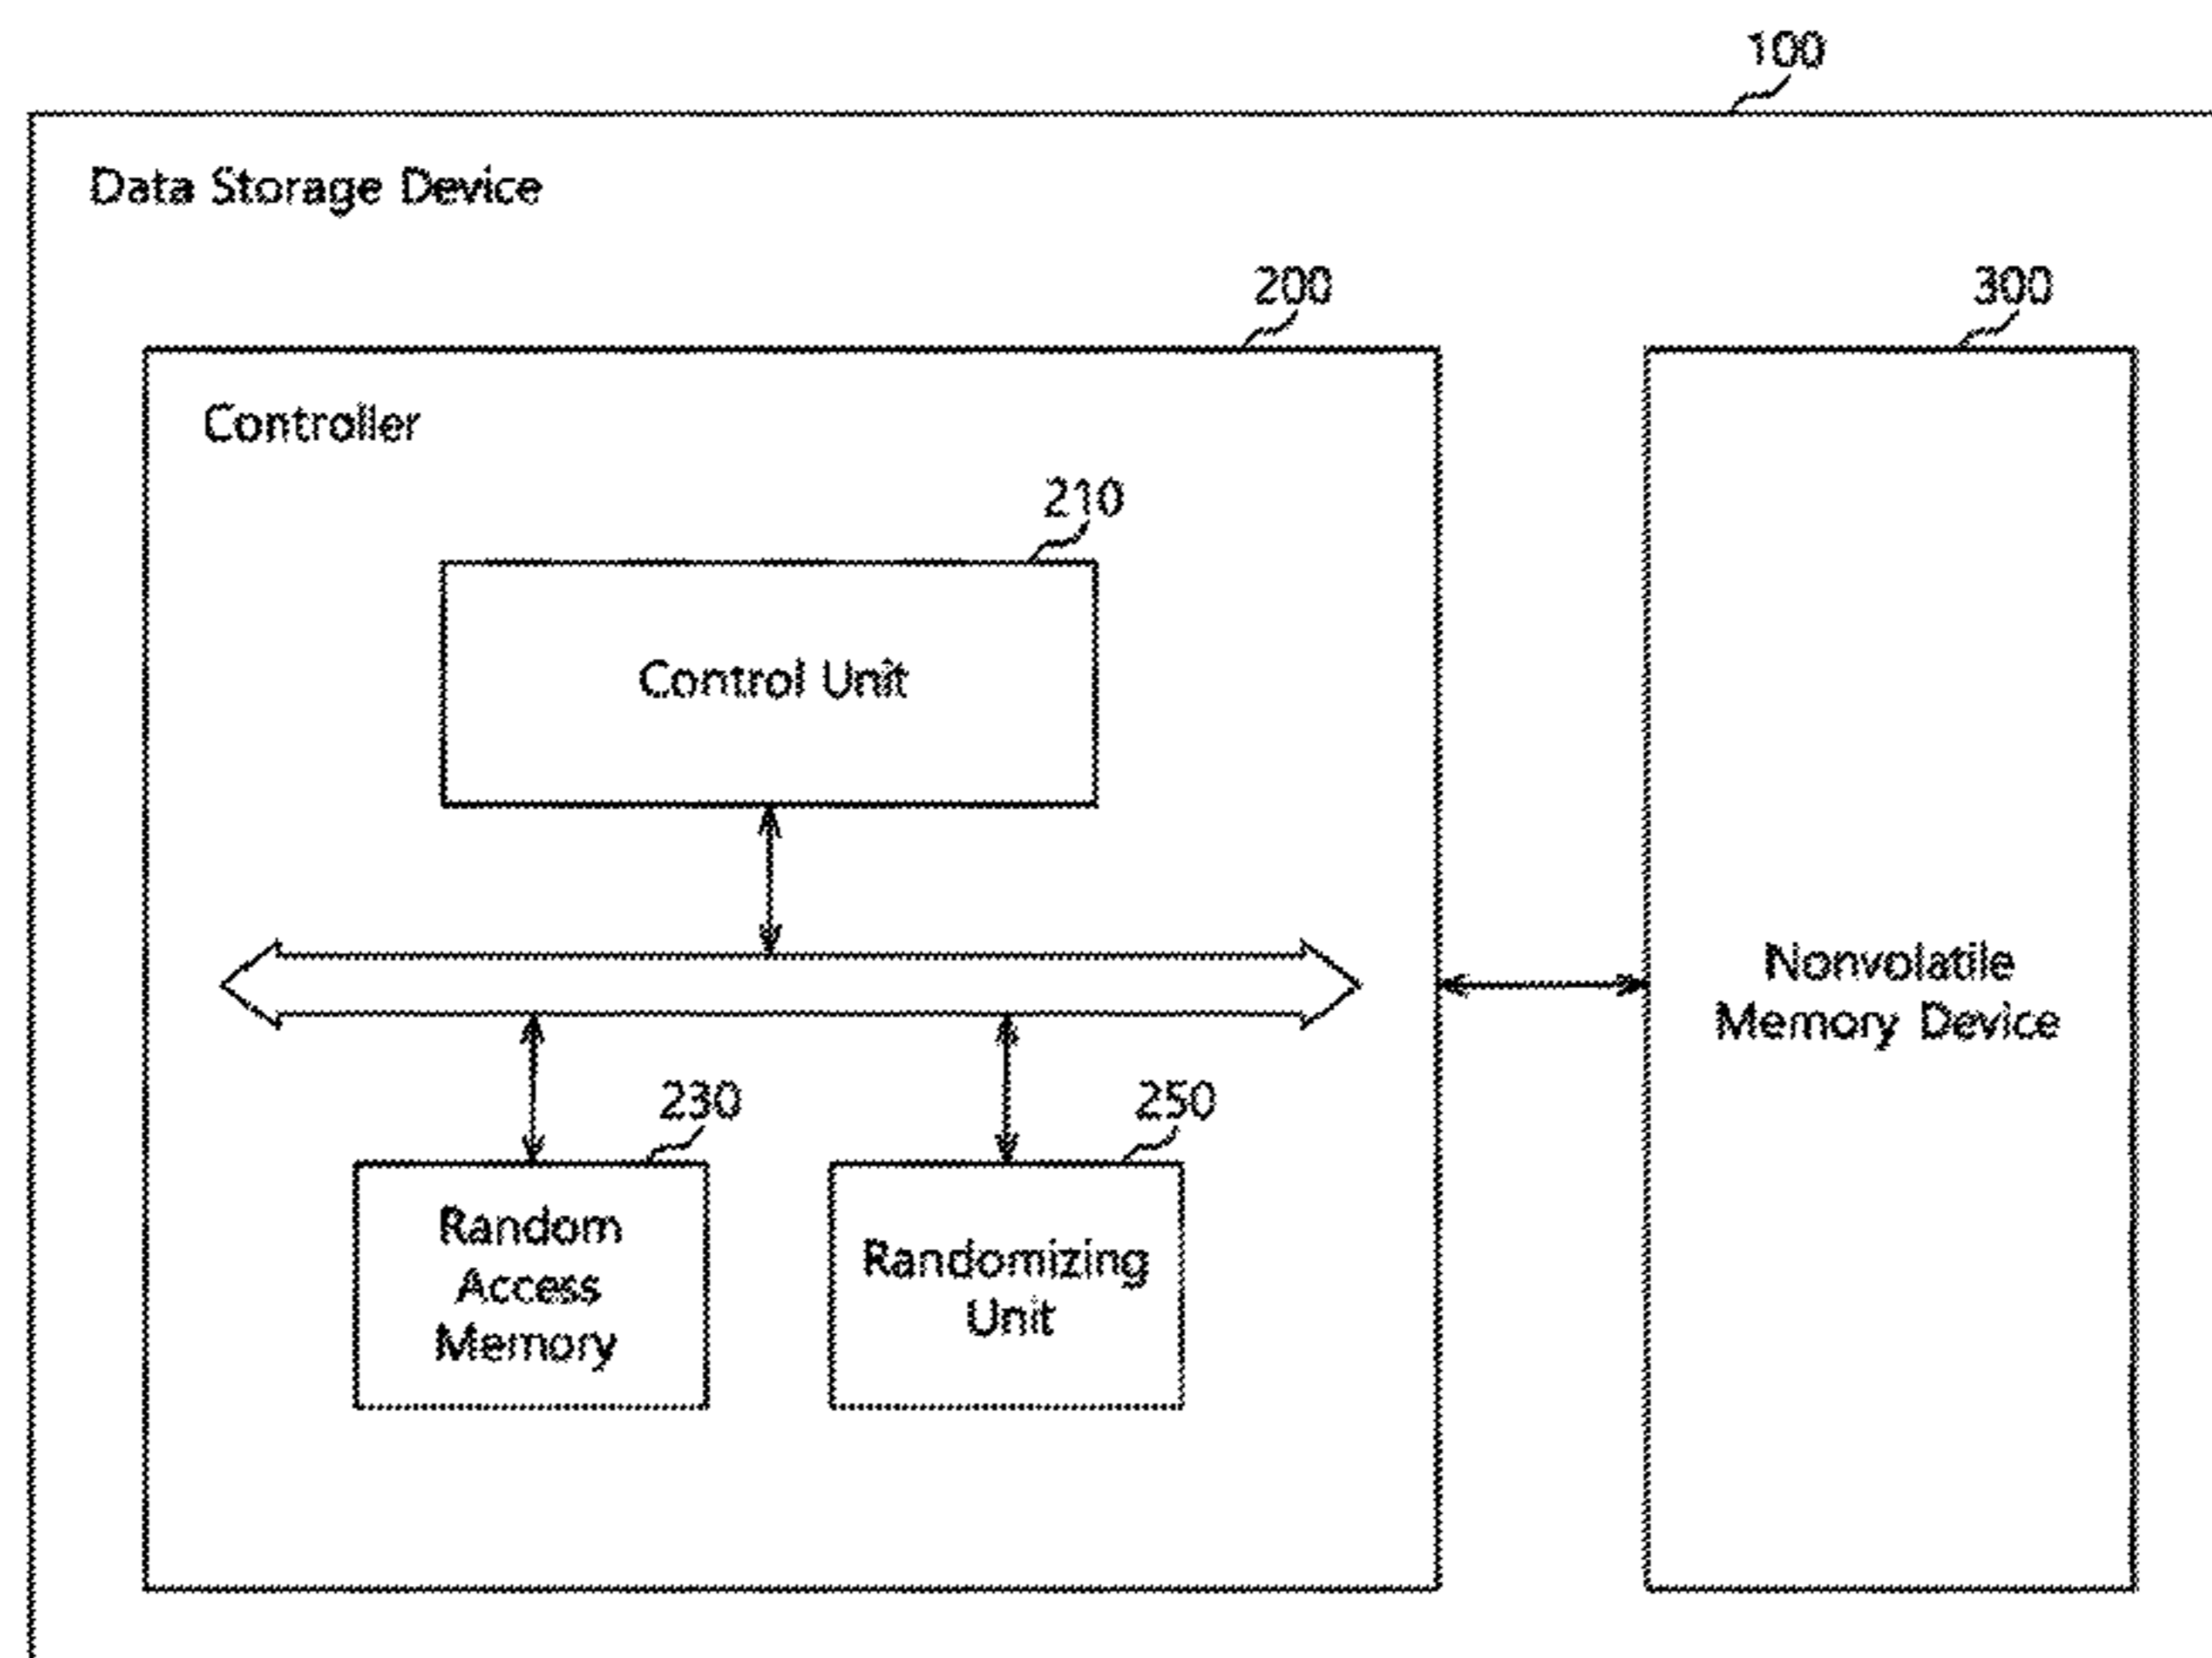 100
Data Storage Device
200
300
Controller
210
Control Unit
Nonvolatile
Memory Device
230
250
Random
Access
Memory
Randomizing
Unit